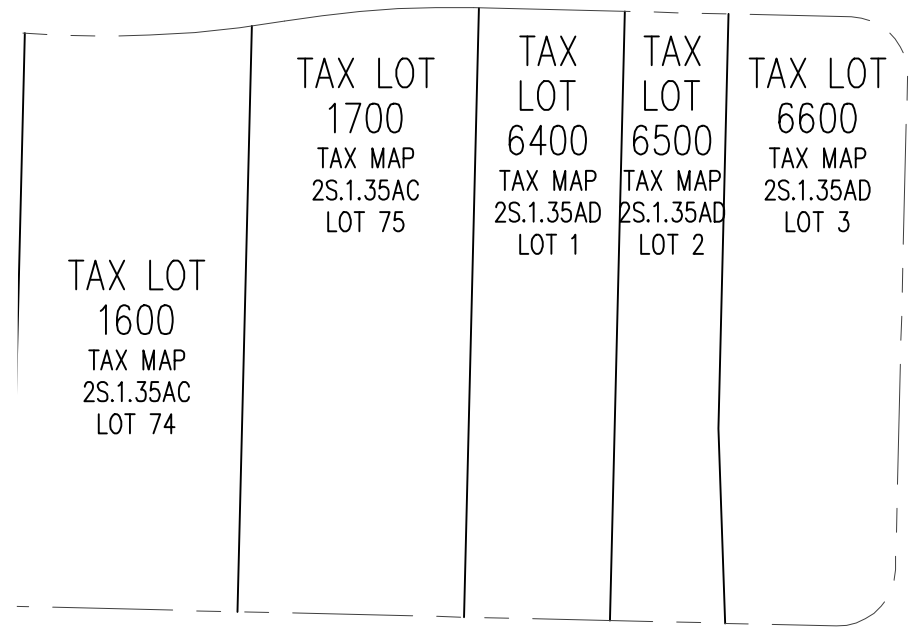 TAX LOT
1600
TAX MAP
2S.1.35AC
LOT 74
TAX LOT
1700
TAX MAP
2S.1.35AC
LOT 75
TAX
LOT
6400
TAX MAP
2S.1.35AD
LOT 1
TAX
LOT
6500
TAX MAP
2S.1.35AD
LOT 2
TAX LOT
6600
TAX MAP
2S.1.35AD
LOT 3